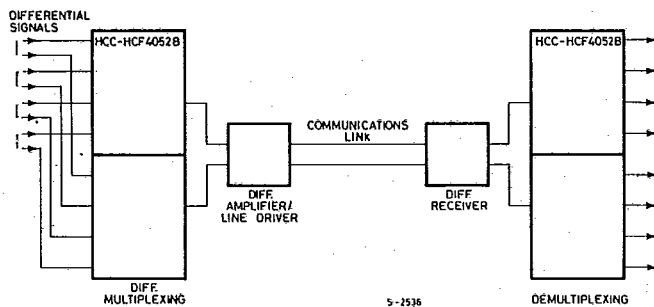 DIFFERENTIAL
SIGNALS
HCC-HCF4052B
HCC-HCF4052B
COMMUNICATIONS
LINK
DIFF.
AMPLIFIER/
LINE DRIVER
DIFF.
RECEIVER
DIFF.
MULTIPLEXING
5-2536
DEMULTIPLEXING